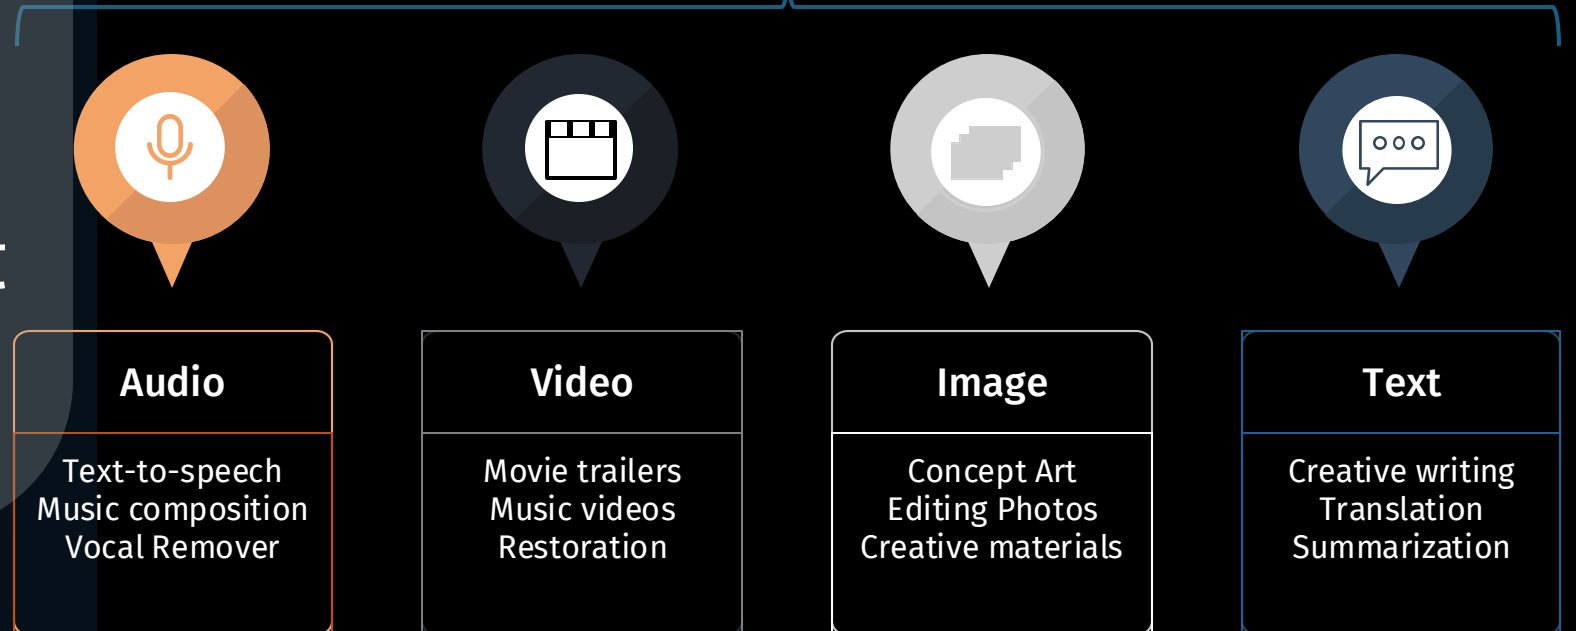 Audio
Text-to-speech
Music composition
Vocal Remover
Video
Movie trailers
Music videos
Restoration
Image
Concept Art
Editing Photos
Creative materials
Text
Creative writing
Translation
Summarization